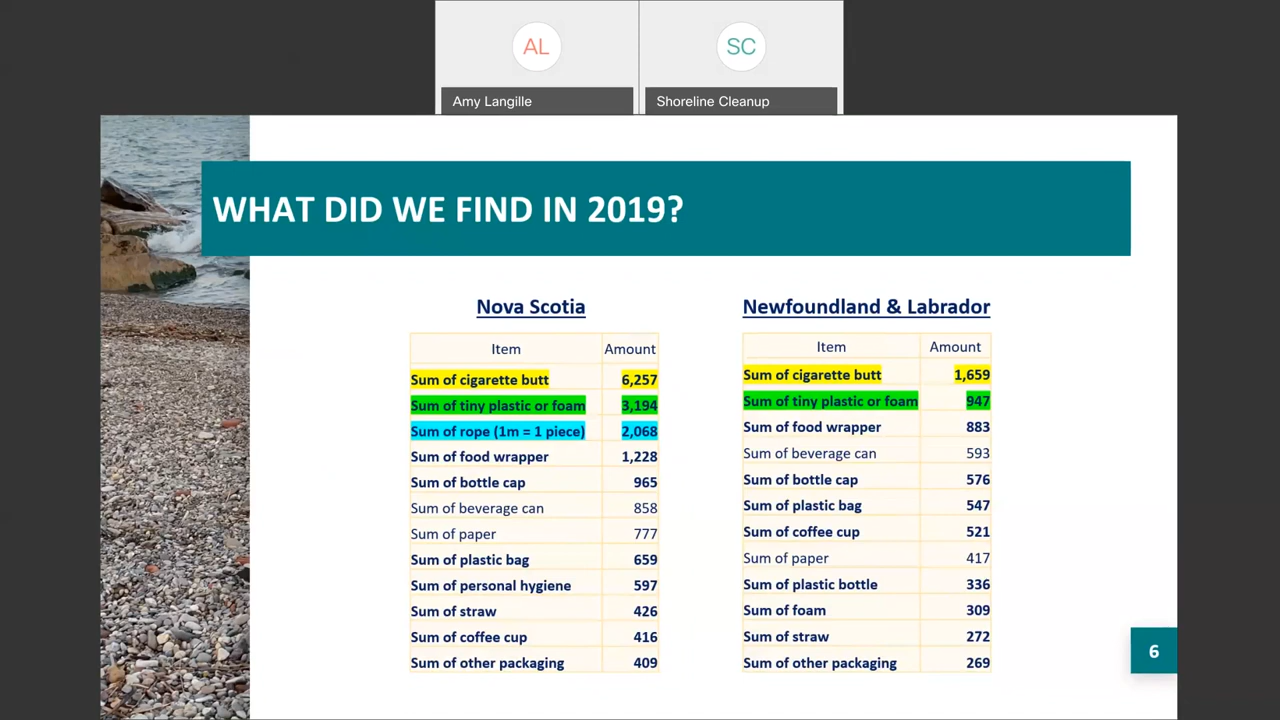 AL
SC
Amy Langille
Shoreline Cleanup
WHAT DID WE FIND IN 2019?
Nova Scotia
Item Amount
Sum of cigarette butt 6,257
Sum of tiny plastic or foam 3,194
Sum of rope (1m = 1 piece) 2,068
Sum of food wrapper 1,228
Sum of bottle cap 965
Sum of beverage can 858
Sum of paper 777
Sum of plastic bag 659
Sum of personal hygiene 597
Sum of straw 426
Sum of coffee cup 416
Sum of other packaging 409
Newfoundland & Labrador
Item Amount
Sum of cigarette butt 1,659
Sum of tiny plastic or foam 947
Sum of food wrapper 883
Sum of beverage can 593
Sum of bottle cap 576
Sum of plastic bag 547
Sum of coffee cup 521
Sum of paper 417
Sum of plastic bottle 336
Sum of foam 309
Sum of straw 272
Sum of other packaging 269
6